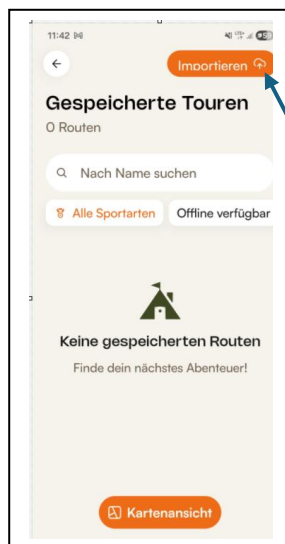 11:42
Importieren
Gespeicherte Touren
0 Routen
Nach Name suchen
Alle Sportarten Offline verfügbar
Keine gespeicherten Routen
Finde dein nächstes Abenteuer!
Kartenansicht